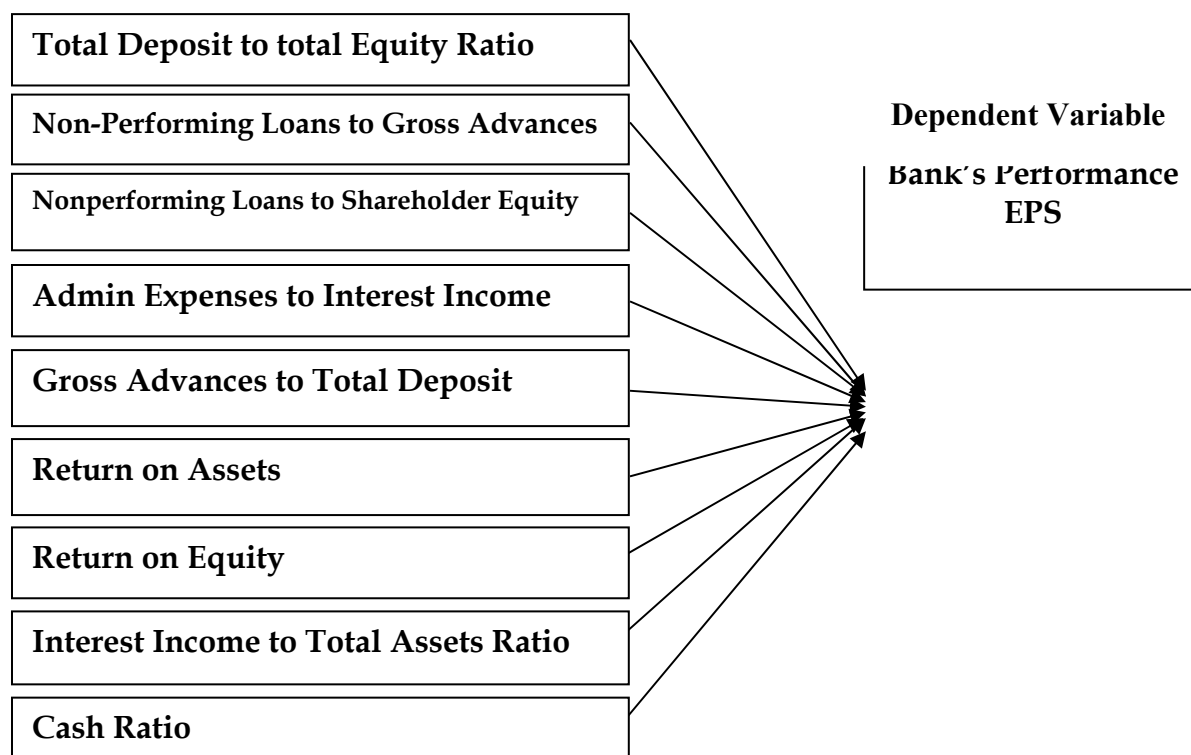 Total Deposit to total Equity Ratio
Non-Performing Loans to Gross Advances
Nonperforming Loans to Shareholder Equity
Admin Expenses to Interest Income
Gross Advances to Total Deposit
Return on Assets
Return on Equity
Interest Income to Total Assets Ratio
Cash Ratio
Dependent Variable
Bank's Performance
EPS